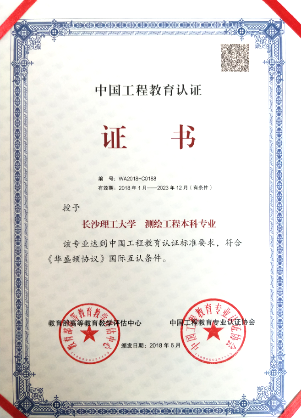 中国工程教育认证
证 书
编 号：WA2018-C0188
有效期：2018年1月——2023年12月（有条件）
授予
长沙理工大学 测绘工程本科专业
该专业达到中国工程教育认证标准要求，符合
《华盛顿协议》国际互认条件。
教育部高等教育教学评估中心 中国工程教育专业认证协会
颁发日期：2018年6月